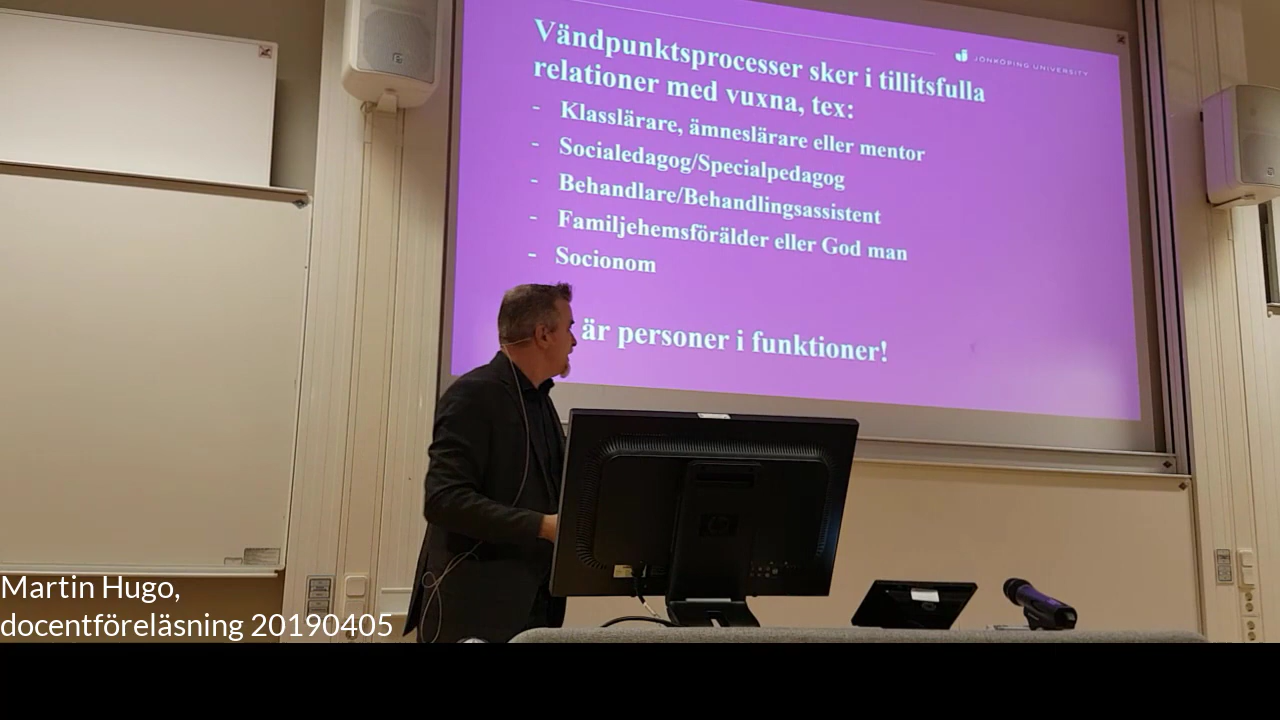 Vändpunktsprocesser sker i tillitsfulla
relationer med vuxna, tex:
JÖNKÖPING UNIVERSITY
- Klasslärare, ämneslärare eller mentor
- Socialedagog/Specialpedagog
- Behandlare/Behandlingsassistent
- Familjehemsförälder eller God man
- Socionom
är personer i funktioner!
Martin Hugo,
docentföreläsning 20190405